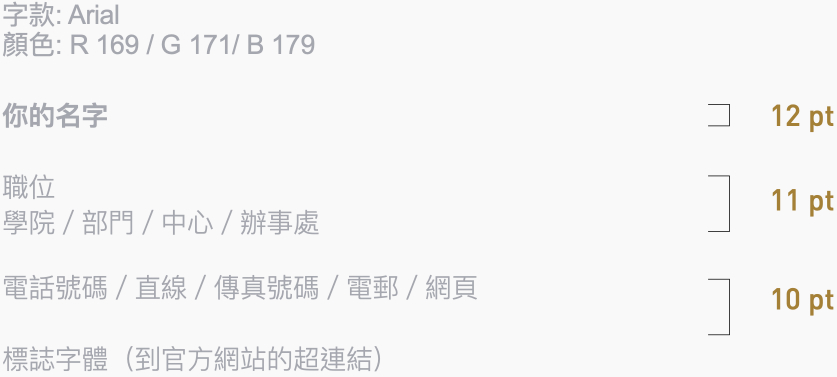 字款: Arial
顏色: R 169 / G 171/ B 179
你的名字
12 pt
職位
學院 / 部門 / 中心 / 辦事處
11 pt
電話號碼 / 直線 / 傳真號碼 / 電郵 / 網頁
10 pt
標誌字體（到官方網站的超連結）